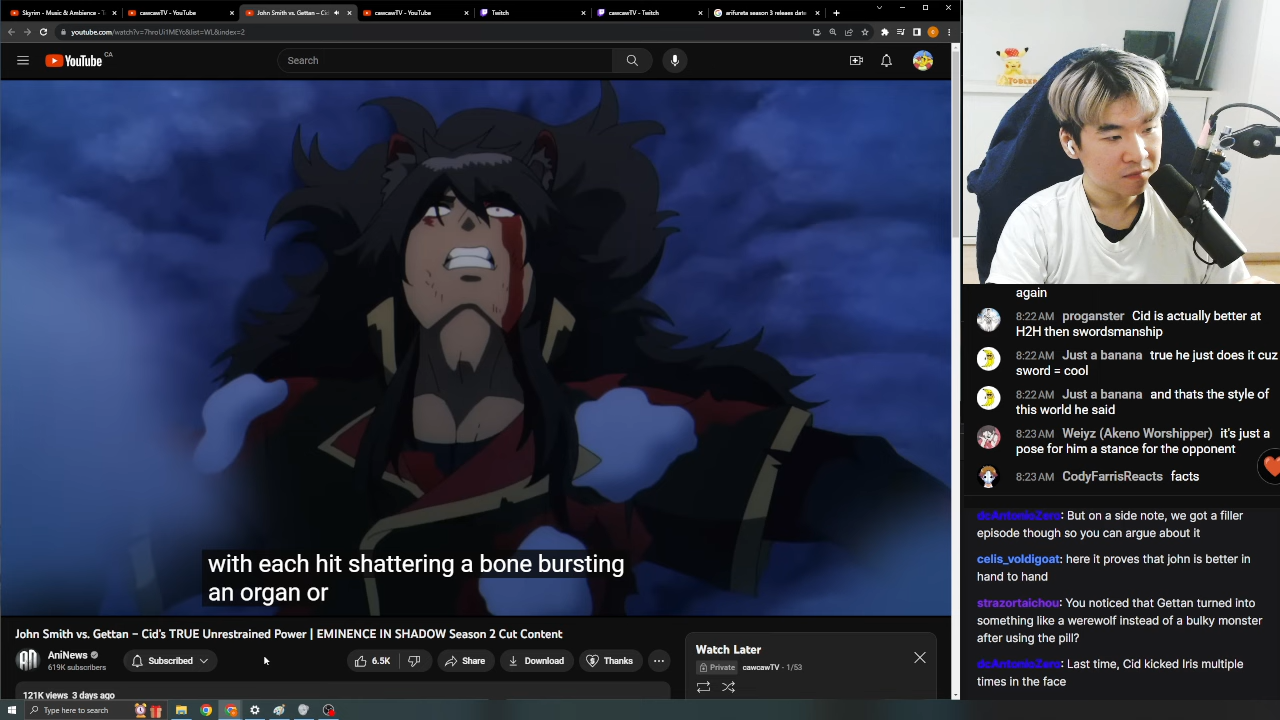 Skyrim - Music & Ambience - 
cawcawTV - YouTube
John Smith vs. Gettan – Cid's
cawcawTV - YouTube
Twitch
cawcawTV - Twitch
arifureta season 3 releaes date
youtube.com/watch?v=7hroUi1MEYc&list=WL&index=2
YouTube CA
Search
with each hit shattering a bone bursting
an organ or
John Smith vs. Gettan – Cid's TRUE Unrestrained Power | EMINENCE IN SHADOW Season 2 Cut Content
AniNews
619K subscribers
Subscribed
6.5K
Share
Download
Thanks
121K views 3 days ago
Watch Later
Private cawcawTV - 1/53
Type here to search
again
8:22 AM proganster Cid is actually better at
H2H then swordsmanship
8:22 AM Just a banana true he just does it cuz
sword = cool
8:22 AM Just a banana and thats the style of
this world he said
8:23 AM Weiyz (Akeno Worshipper) it's just a
pose for him a stance for the opponent
8:23 AM CodyFarrisReacts facts
dcAntonioZero: But on a side note, we got a filler
episode though so you can argue about it
celis_voldigoat: here it proves that john is better in
hand to hand
strazortaichou: You noticed that Gettan turned into
something like a werewolf instead of a bulky monster
after using the pill?
dcAntonioZero: Last time, Cid kicked Iris multiple
times in the face